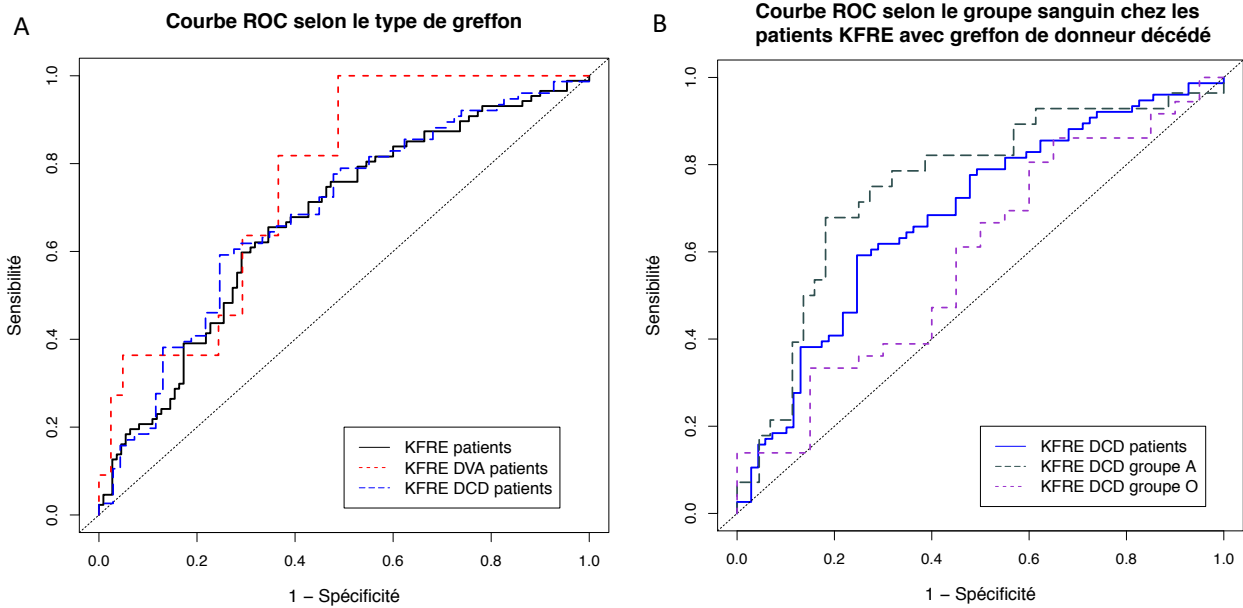 A
Courbe ROC selon le type de greffon
Sensibilité
1.0
0.8
0.6
0.4
0.2
0.0
KFRE patients
KFRE DVA patients
KFRE DCD patients
0.0 0.2 0.4 0.6 0.8 1.0
1 − Spécificité
B
Courbe ROC selon le groupe sanguin chez les
patients KFRE avec greffon de donneur décédé
Sensibilité
1.0
0.8
0.6
0.4
0.2
0.0
KFRE DCD patients
KFRE DCD groupe A
KFRE DCD groupe O
0.0 0.2 0.4 0.6 0.8 1.0
1 − Spécificité